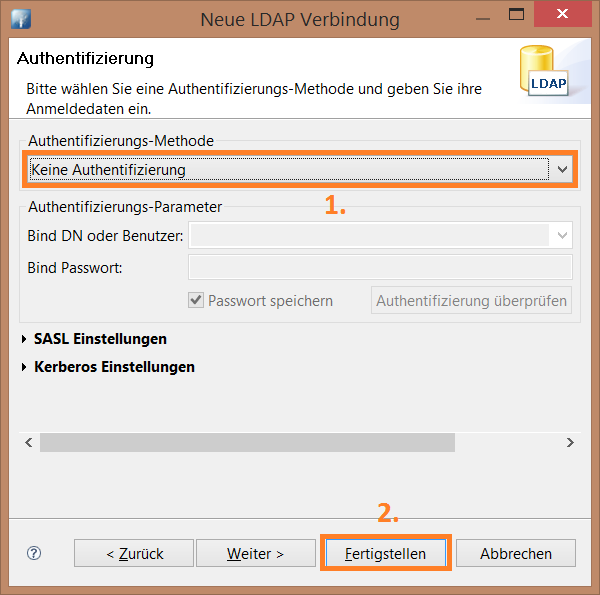 Neue LDAP Verbindung
Authentifizierung
Bitte wählen Sie eine Authentifizierungs-Methode und geben Sie ihre
Anmeldedaten ein.
LDAP
Authentifizierungs-Methode
Keine Authentifizierung
1.
Authentifizierungs-Parameter
Bind DN oder Benutzer:
Bind Passwort:
Passwort speichern
Authentifizierung überprüfen
SASL Einstellungen
Kerberos Einstellungen
2.
?
< Zurück
Weiter >
Fertigstellen
Abbrechen